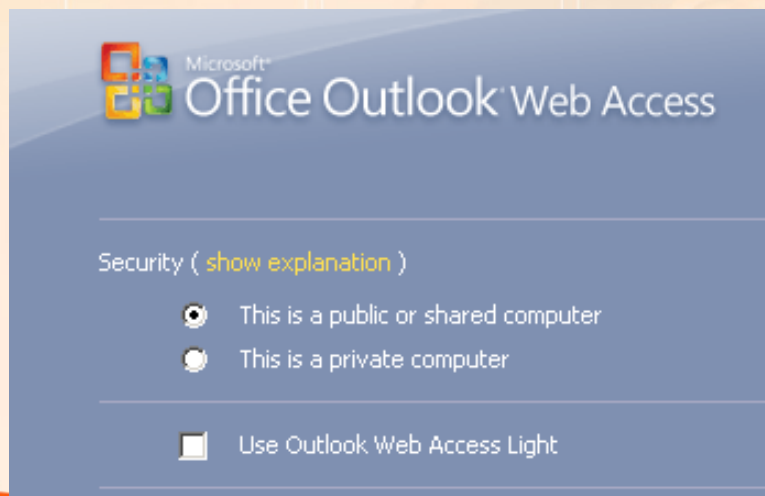 Microsoft®
Office Outlook® Web Access
Security ( show explanation )
This is a public or shared computer
This is a private computer
Use Outlook Web Access Light